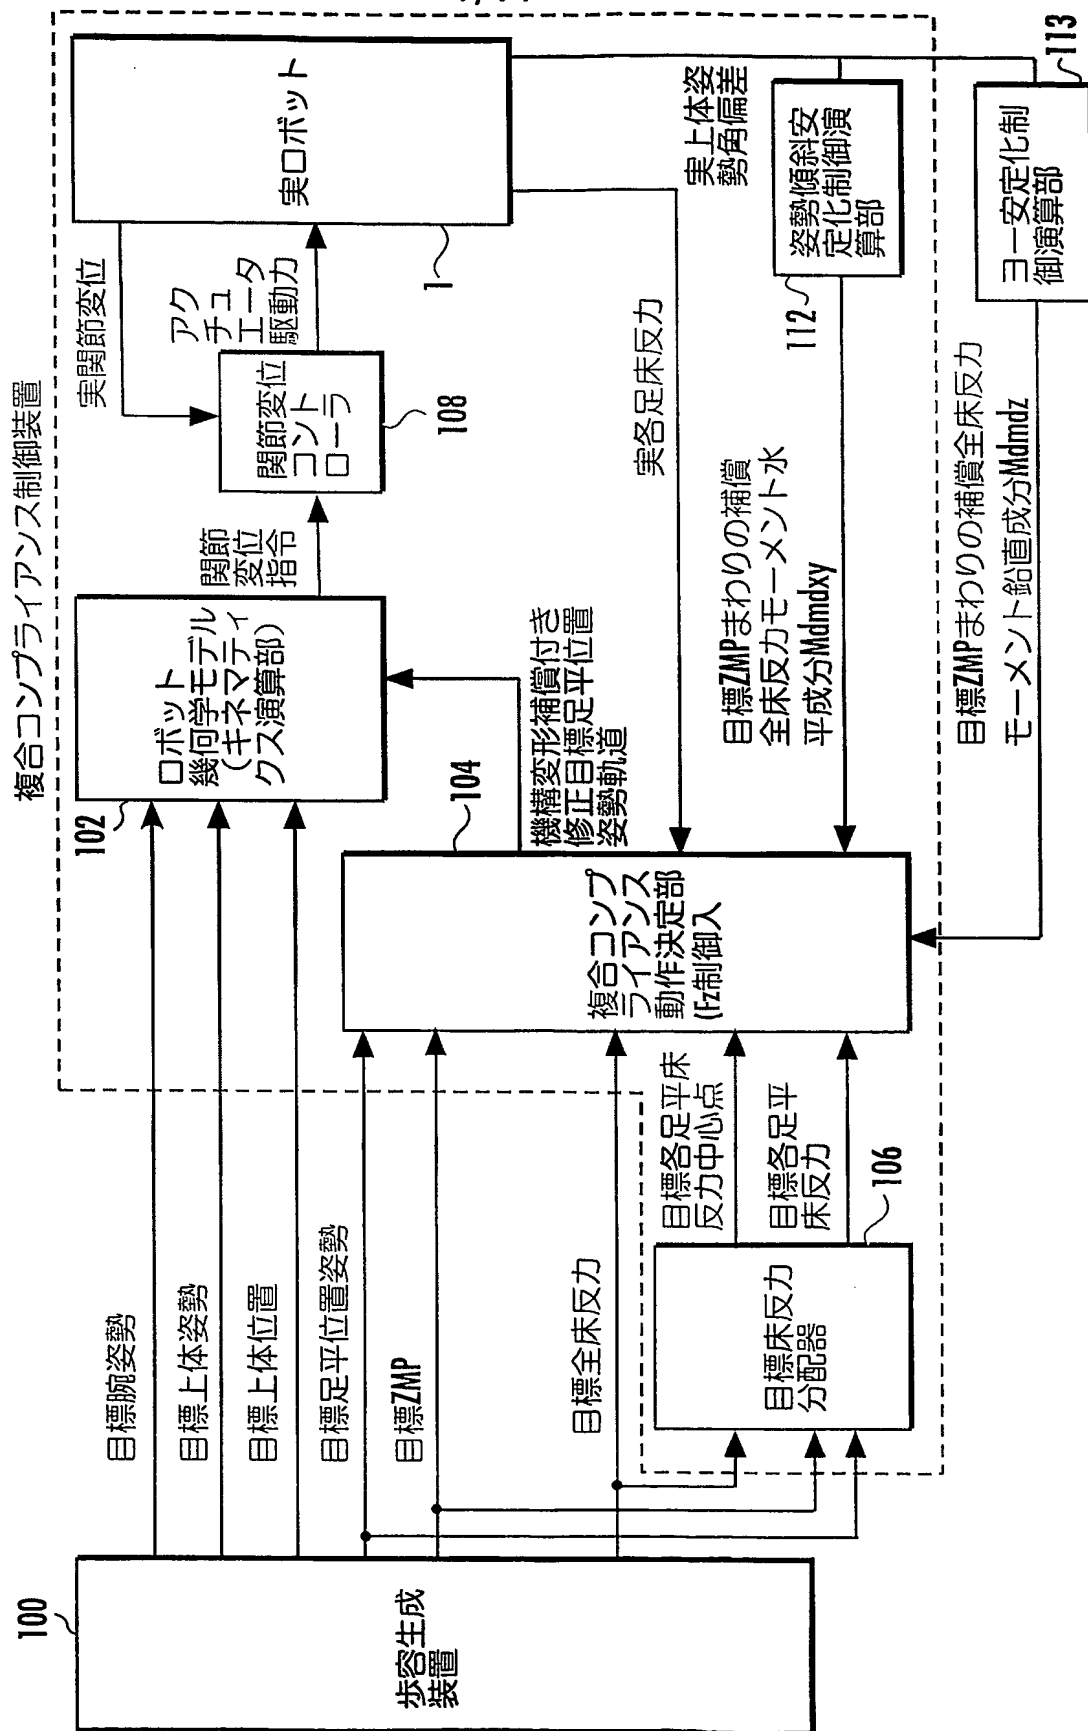 複合コンプライアンス制御装置
100
歩容生成
装置
目標腕姿勢
目標上体姿勢
目標上体位置
目標足平位置姿勢
目標ZMP
目標全床反力
102
ロボット
幾何学モデル
(キネマティ
クス演算部)
関節
変位
指令
関節変位
コント
ローラ
108
実関節変位
アク
チュ
エータ
駆動力
実ロボット
1
機構変形補償付き
修正目標足平位置
姿勢軌道
104
複合コンプ
ライアンス
動作決定部
(Fz制御入
目標床反力
分配器
106
目標各足平床
反力中心点
目標各足平
床反力
実各足床反力
実上体姿
勢角偏差
姿勢傾斜安
定化制御演
算部
112
目標ZMPまわりの補償
全床反力モーメント水
平成分Mdmdxy
ヨー安定化制
御演算部
113
目標ZMPまわりの補償全床反力
モーメント鉛直成分Mdmdz